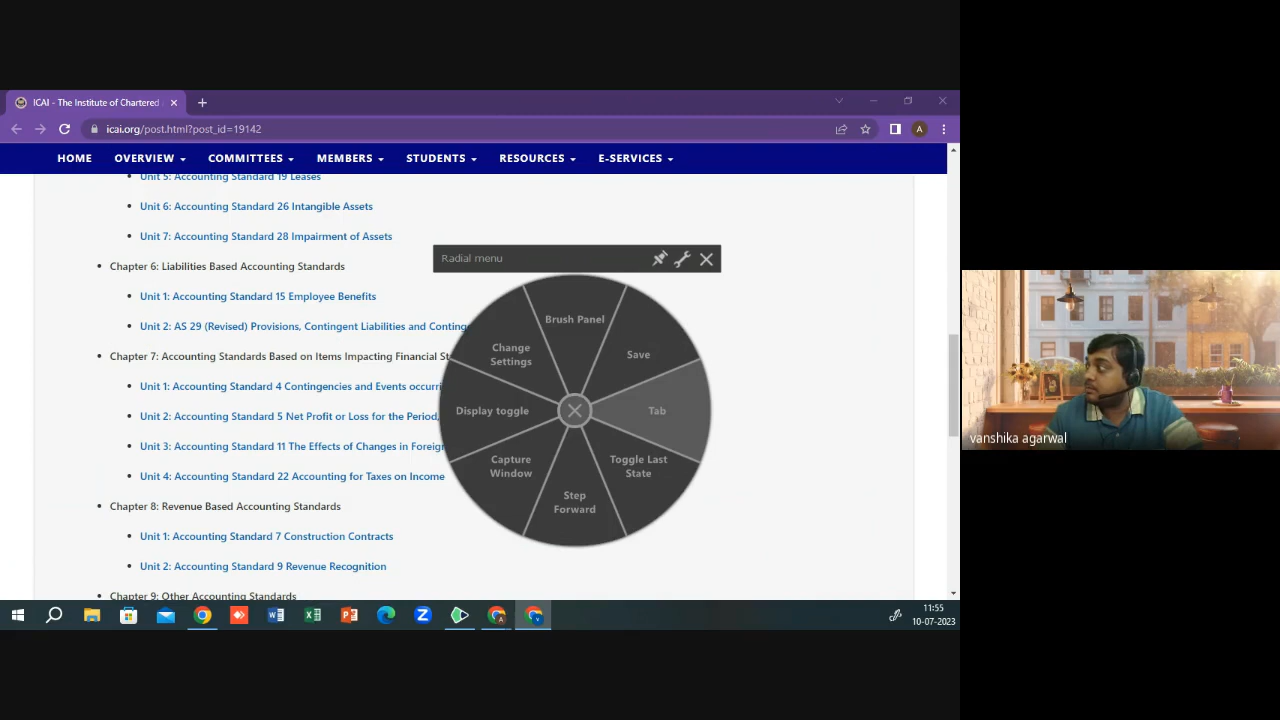 ICAI - The Institute of Chartered
icai.org/post.html?post_id=19142
A
HOME OVERVIEW COMMITTEES MEMBERS STUDENTS RESOURCES E-SERVICES
Unit 5: Accounting Standard 19 Leases
Unit 6: Accounting Standard 26 Intangible Assets
Unit 7: Accounting Standard 28 Impairment of Assets
Chapter 6: Liabilities Based Accounting Standards
Unit 1: Accounting Standard 15 Employee Benefits
Unit 2: AS 29 (Revised) Provisions, Contingent Liabilities and Conting
Chapter 7: Accounting Standards Based on Items Impacting Financial St
Unit 1: Accounting Standard 4 Contingencies and Events occurri
Unit 2: Accounting Standard 5 Net Profit or Loss for the Period,
Unit 3: Accounting Standard 11 The Effects of Changes in Foreign
Unit 4: Accounting Standard 22 Accounting for Taxes on Income
Chapter 8: Revenue Based Accounting Standards
Unit 1: Accounting Standard 7 Construction Contracts
Unit 2: Accounting Standard 9 Revenue Recognition
Chapter 9: Other Accounting Standards
Radial menu
Brush Panel
Change
Settings
Save
Display toggle
Tab
Capture
Window
Toggle Last
State
Step
Forward
vanshika agarwal
11:55
10-07-2023